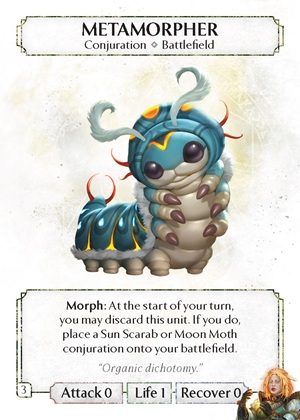 METAMORPHER
Conjuration ⬥ Battlefield
Morph: At the start of your turn,
you may discard this unit. If you do,
place a Sun Scarab or Moon Moth
conjuration onto your battlefield.
"Organic dichotomy."
3
Attack 0 Life 1 Recover 0